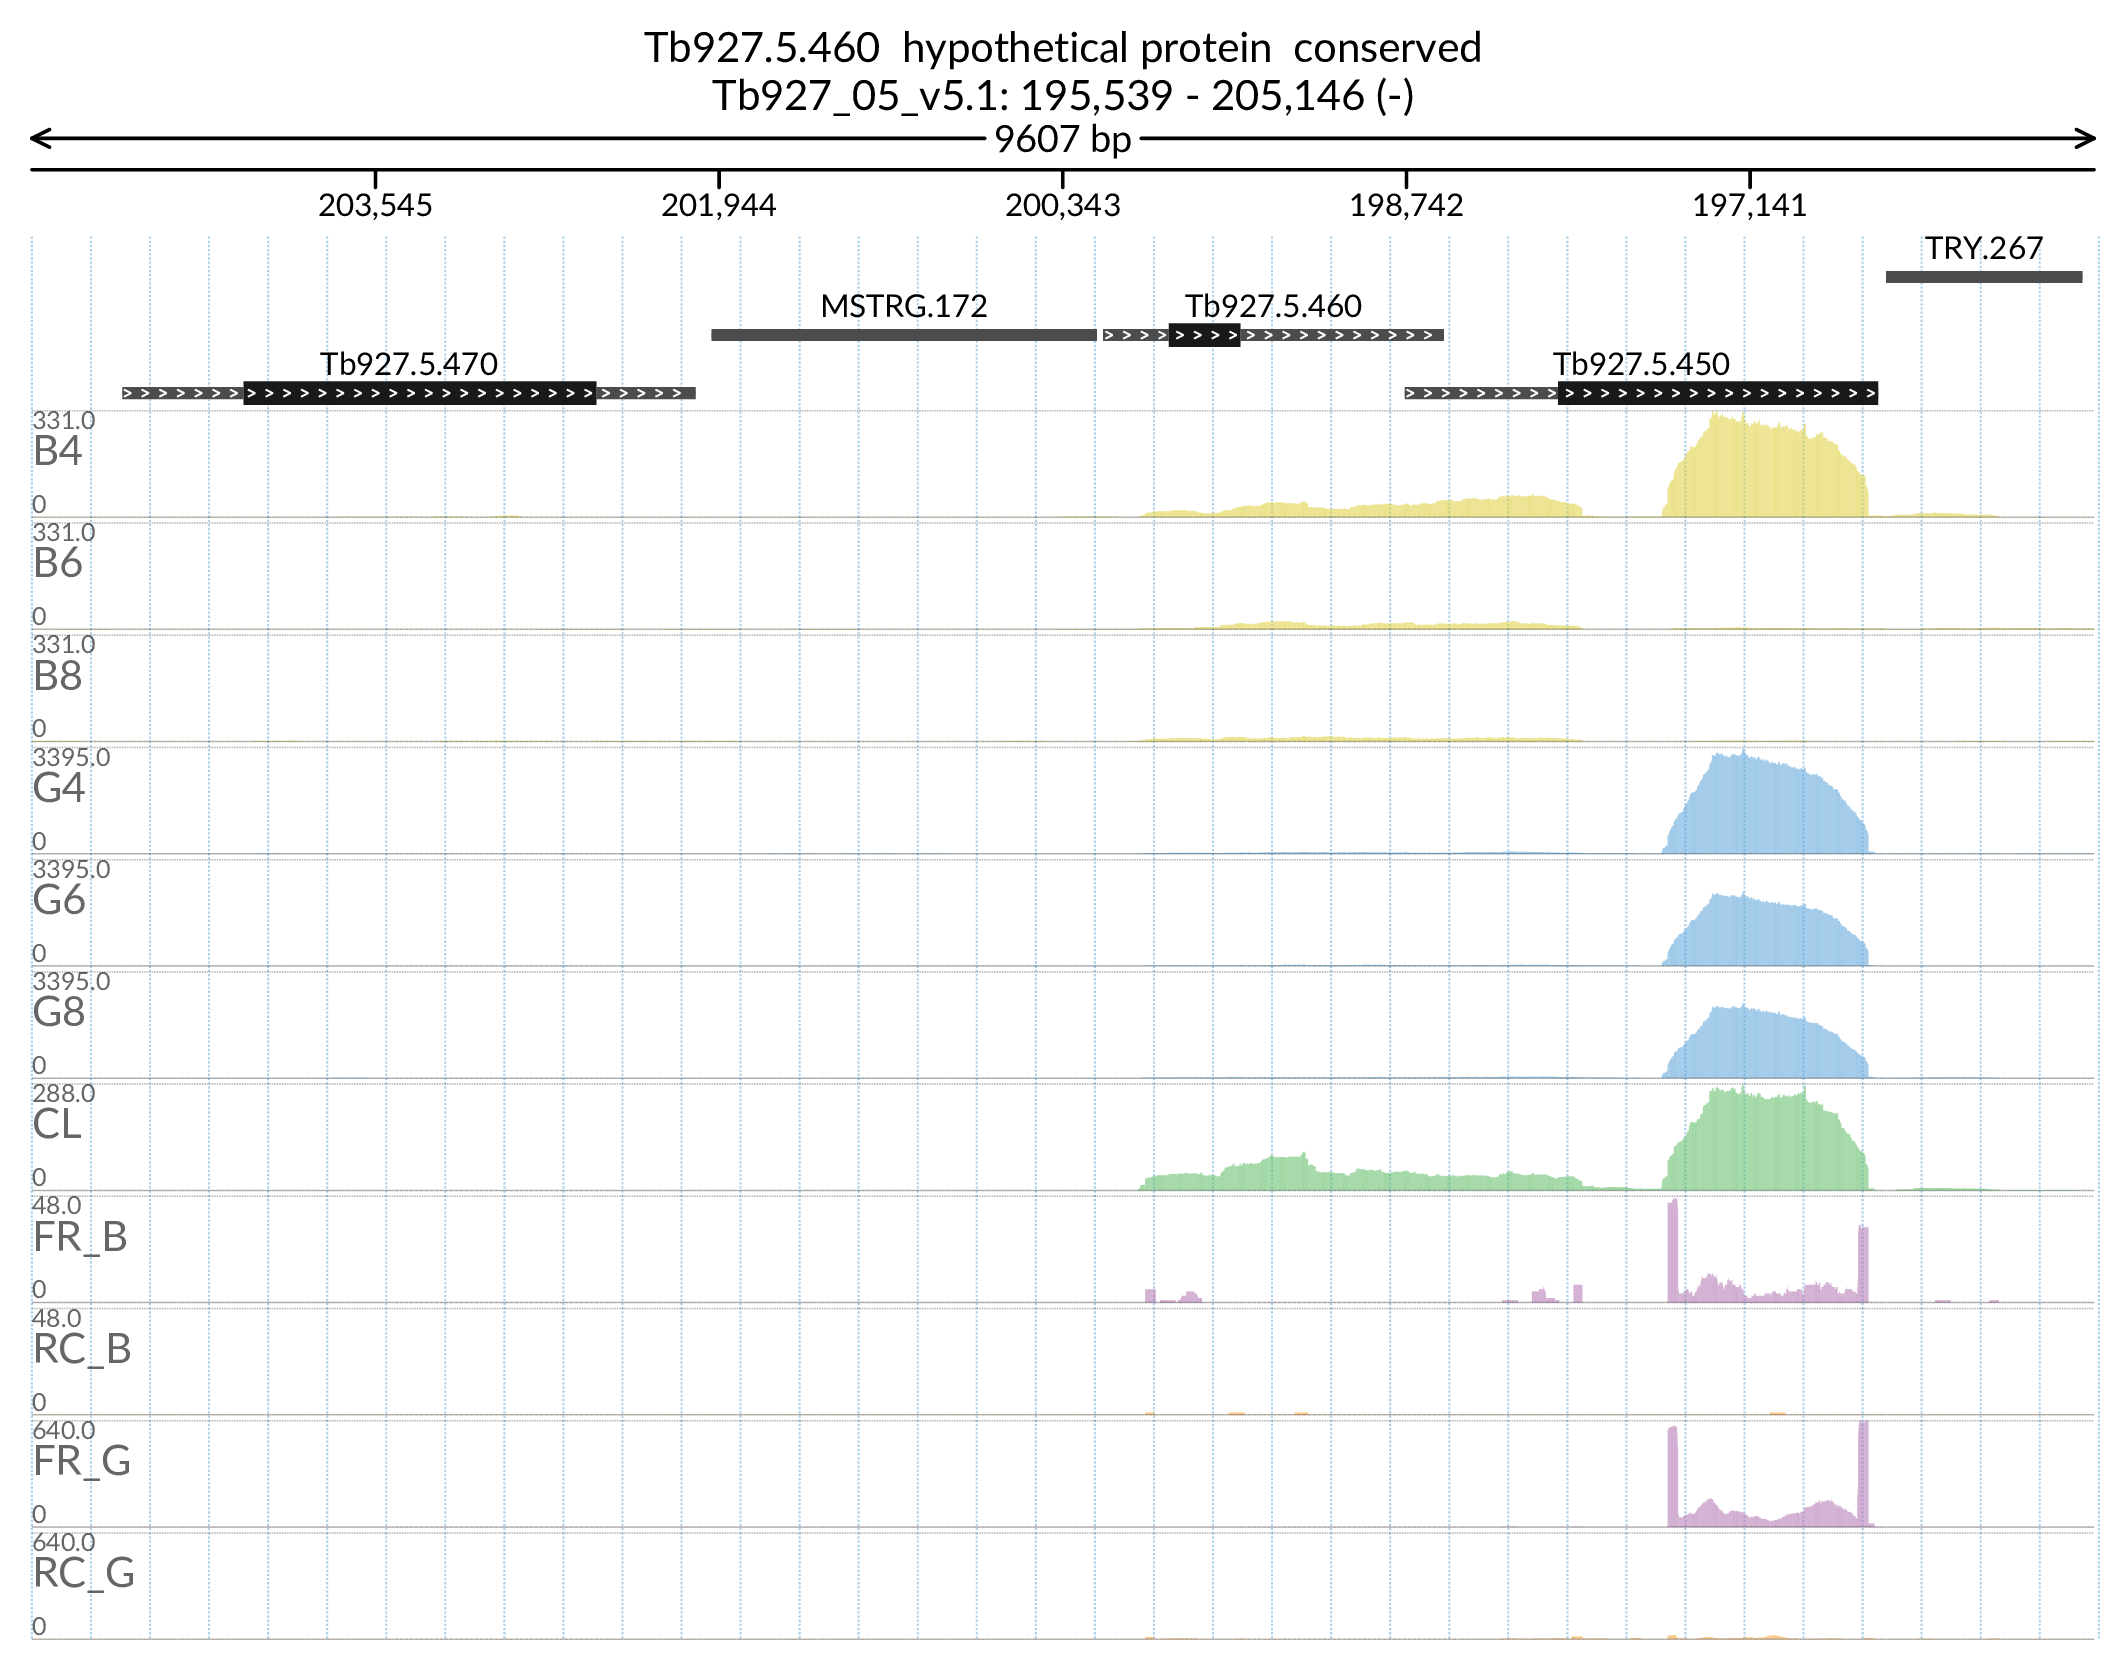 Tb927.5.460  hypothetical protein  conserved
Tb927_05_v5.1: 195,539 - 205,146 (-)
9607 bp
203,545 201,944 200,343 198,742 197,141
TRY.267
MSTRG.172 Tb927.5.460
Tb927.5.470 Tb927.5.450
331.0
B4
0
331.0
B6
0
331.0
B8
0
3395.0
G4
0
3395.0
G6
0
3395.0
G8
0
288.0
CL
0
48.0
FR_B
0
48.0
RC_B
0
640.0
FR_G
0
640.0
RC_G
0